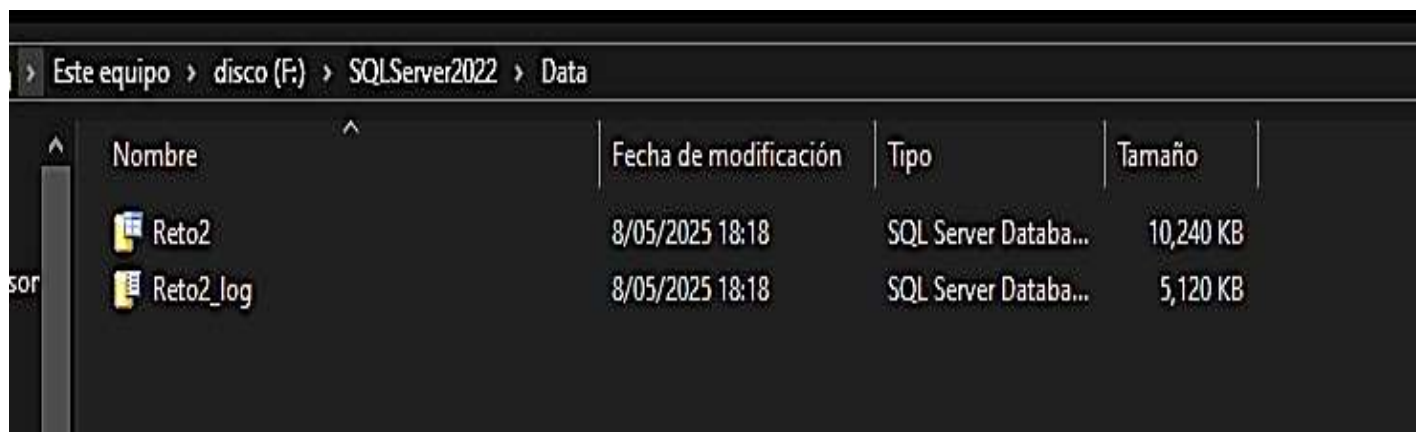 › Este equipo › disco (F:) › SQLServer2022 › Data
Nombre Fecha de modificación Tipo Tamaño
Reto2 8/05/2025 18:18 SQL Server Databa... 10,240 KB
sor Reto2_log 8/05/2025 18:18 SQL Server Databa... 5,120 KB